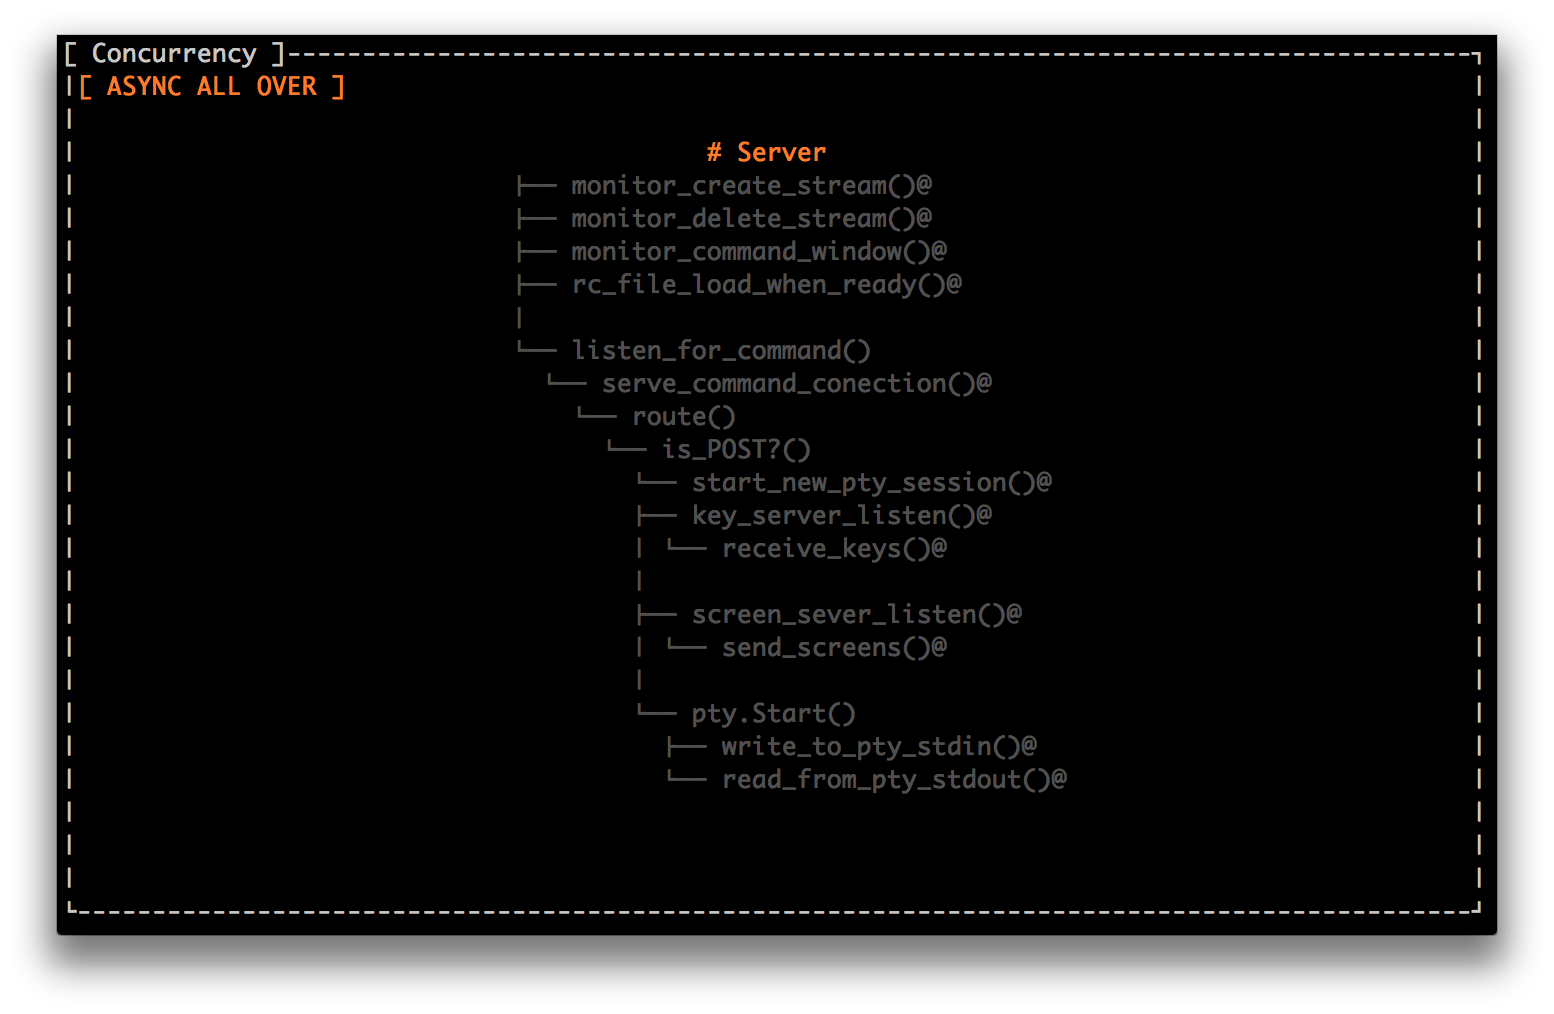 [ Concurrency ]
[ ASYNC ALL OVER ]
# Server
├── monitor_create_stream()@
├── monitor_delete_stream()@
├── monitor_command_window()@
├── rc_file_load_when_ready()@
|
└── listen_for_command()
└── serve_command_conection()@
└── route()
└── is_POST?()
└── start_new_pty_session()@
├── key_server_listen()@
| └── receive_keys()@
|
├── screen_sever_listen()@
| └── send_screens()@
|
└── pty.Start()
├── write_to_pty_stdin()@
└── read_from_pty_stdout()@